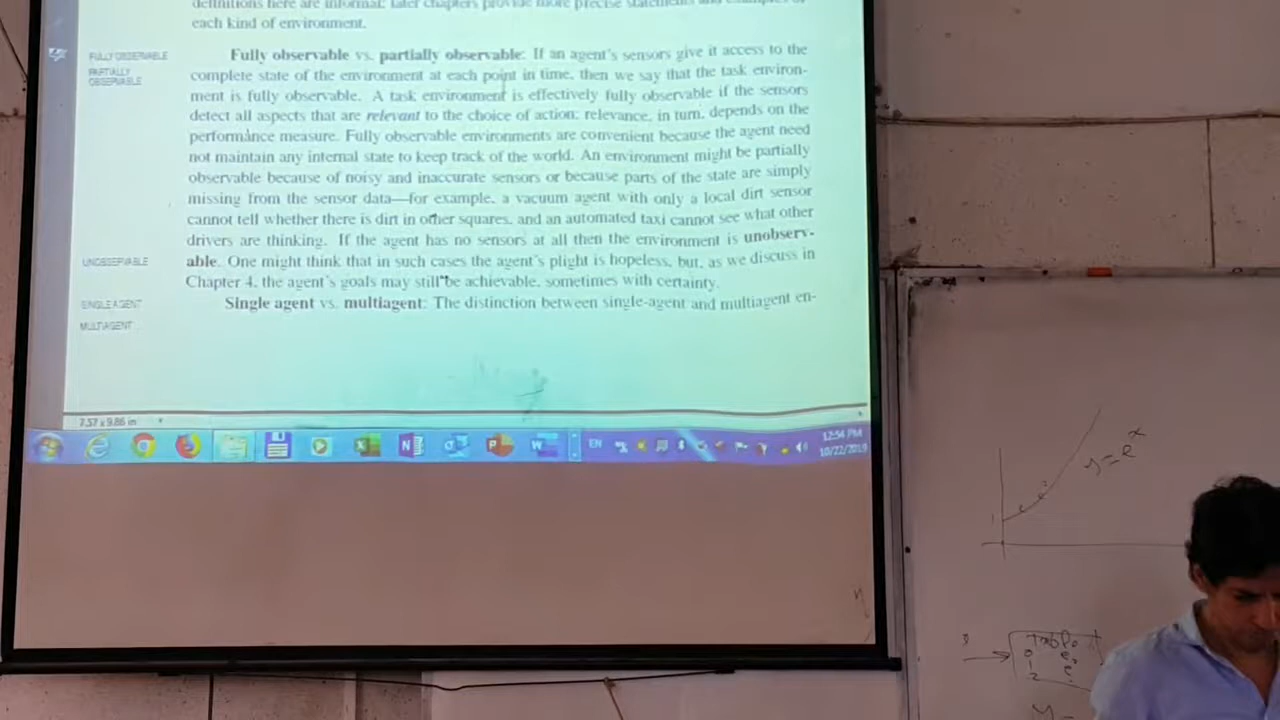 definitions here are informal; later chapters provide more precise statements and examples of
each kind of environment.
FULLY OBSERVABLE
PARTIALLY
OBSERVABLE
Fully observable vs. partially observable: If an agent's sensors give it access to the
complete state of the environment at each point in time, then we say that the task environ-
ment is fully observable. A task environment is effectively fully observable if the sensors
detect all aspects that are relevant to the choice of action; relevance, in turn, depends on the
performance measure. Fully observable environments are convenient because the agent need
not maintain any internal state to keep track of the world. An environment might be partially
observable because of noisy and inaccurate sensors or because parts of the state are simply
missing from the sensor data—for example, a vacuum agent with only a local dirt sensor
cannot tell whether there is dirt in other squares, and an automated taxi cannot see what other
drivers are thinking. If the agent has no sensors at all then the environment is unobserv-
UNOBSERVABLE
able. One might think that in such cases the agent's plight is hopeless, but, as we discuss in
Chapter 4, the agent's goals may still be achievable, sometimes with certainty.
SINGLE AGENT
Single agent vs. multiagent: The distinction between single-agent and multiagent en-
MULTIAGENT
7.57 x 9.86 in
EN
12:54 PM
10/22/2019
y = e^x
1